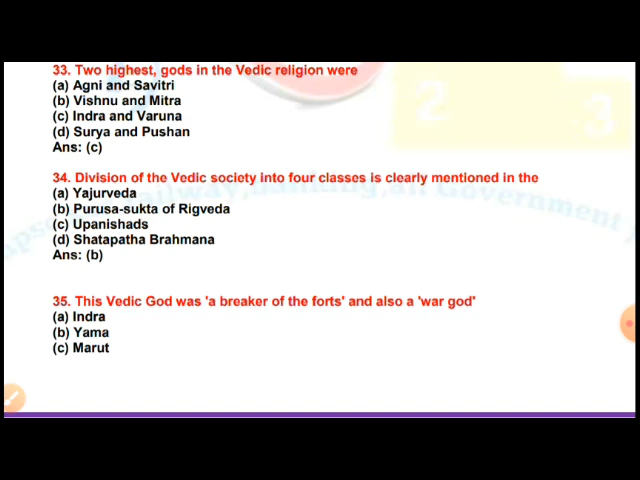 2
3
33. Two highest, gods in the Vedic religion were
(a) Agni and Savitri
(b) Vishnu and Mitra
(c) Indra and Varuna
(d) Surya and Pushan
Ans: (c)
34. Division of the Vedic society into four classes is clearly mentioned in the
(a) Yajurveda
(b) Purusa-sukta of Rigveda
(c) Upanishads
(d) Shatapatha Brahmana
Ans: (b)
35. This Vedic God was 'a breaker of the forts' and also a 'war god'
(a) Indra
(b) Yama
(c) Marut